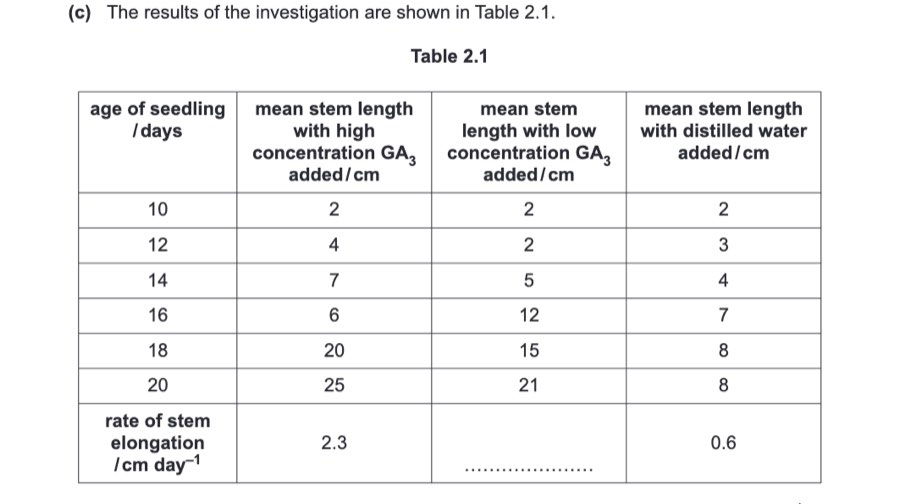 (c) The results of the investigation are shown in Table 2.1.
Table 2.1
age of seedling
/days
mean stem length
with high
concentration GA₃
added/cm
mean stem
length with low
concentration GA₃
added/cm
mean stem length
with distilled water
added/cm
10 2 2 2
12 4 2 3
14 7 5 4
16 6 12 7
18 20 15 8
20 25 21 8
rate of stem
elongation
/cm day⁻¹
2.3 ..................... 0.6